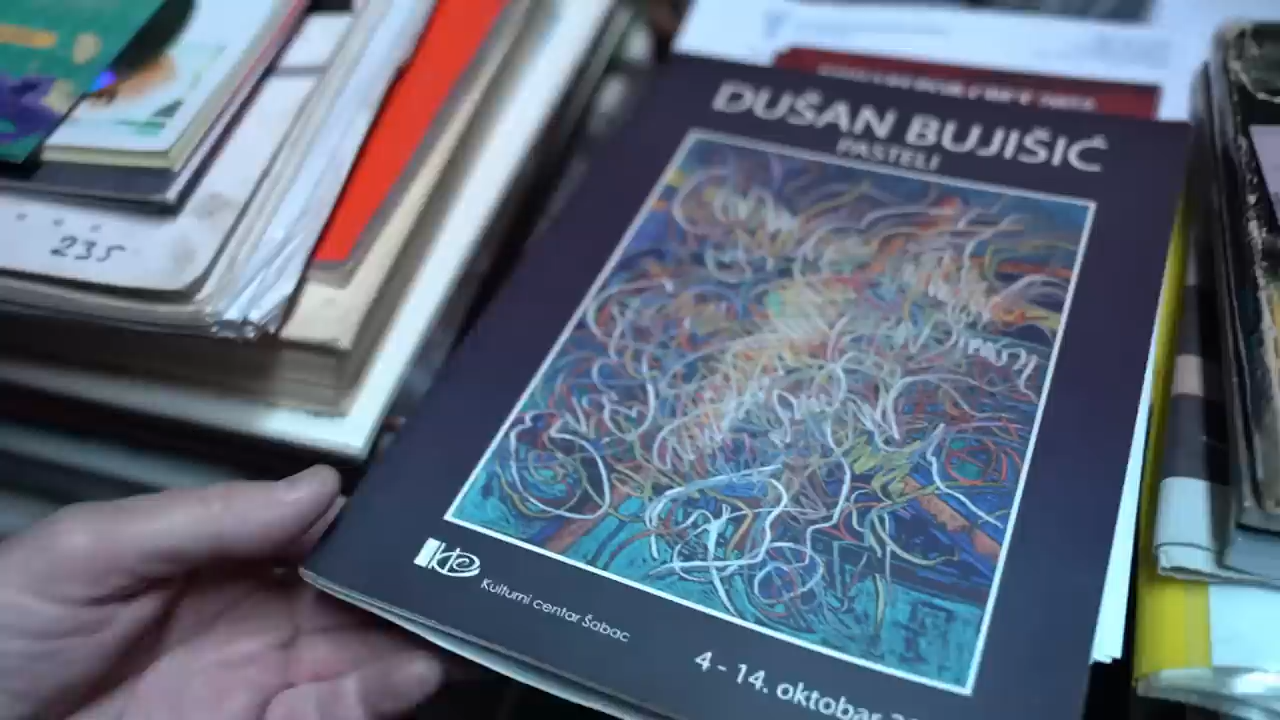 235
DUŠAN BUJIŠIĆ
PASTELI
Kulturni centar Šabac
4 - 14. oktobar